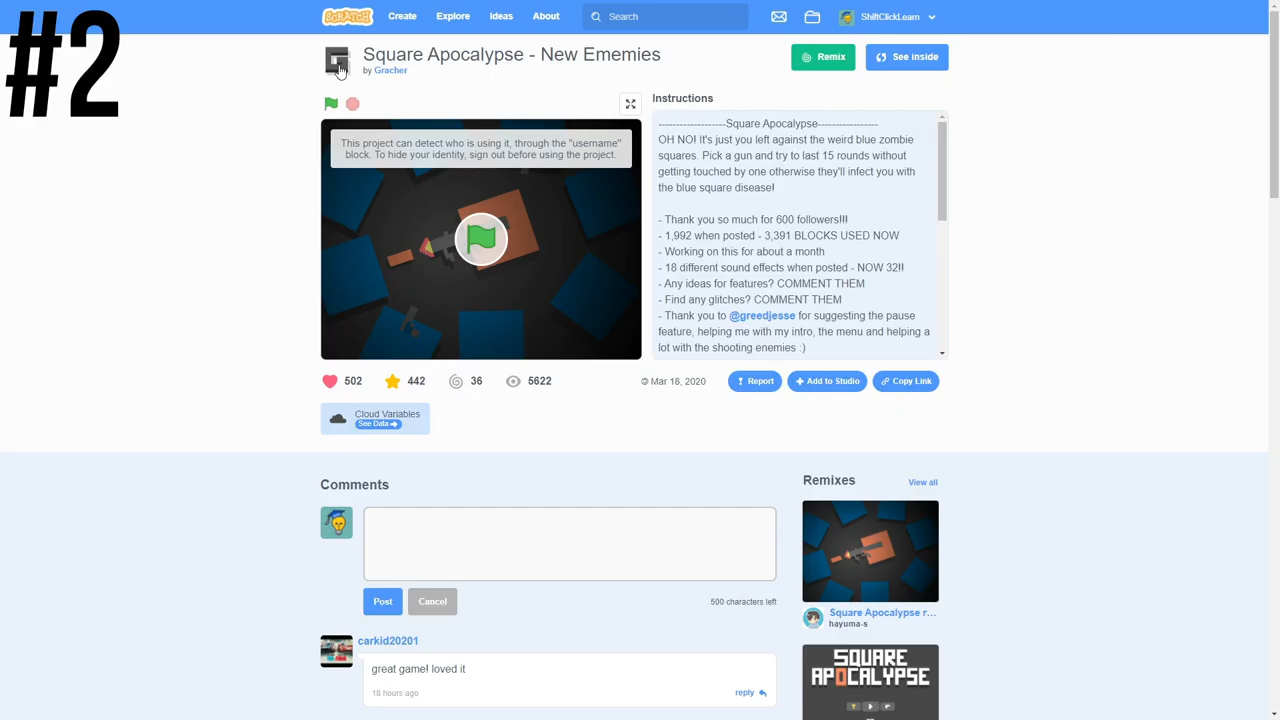 #2
SCRATCH
Create
Explore
Ideas
About
Search
ShiftClickLearn
Square Apocalypse - New Ememies
by Gracher
Remix
See inside
Instructions
This project can detect who is using it, through the "username"
block. To hide your identity, sign out before using the project.
-------------------Square Apocalypse-----------------
OH NO! It's just you left against the weird blue zombie
squares. Pick a gun and try to last 15 rounds without
getting touched by one otherwise they'll infect you with
the blue square disease!
- Thank you so much for 600 followers!!!
- 1,992 when posted - 3,391 BLOCKS USED NOW
- Working on this for about a month
- 18 different sound effects when posted - NOW 32!!
- Any ideas for features? COMMENT THEM
- Find any glitches? COMMENT THEM
- Thank you to @greedjesse for suggesting the pause
feature, helping me with my intro, the menu and helping a
lot with the shooting enemies :)
502
442
36
5622
© Mar 18, 2020
Report
Add to Studio
Copy Link
Cloud Variables
See Data
Comments
Post
Cancel
500 characters left
carkid20201
great game! loved it
18 hours ago
reply
Remixes
View all
Square Apocalypse r...
hayuma-s
SQUARE
APOCALYPSE